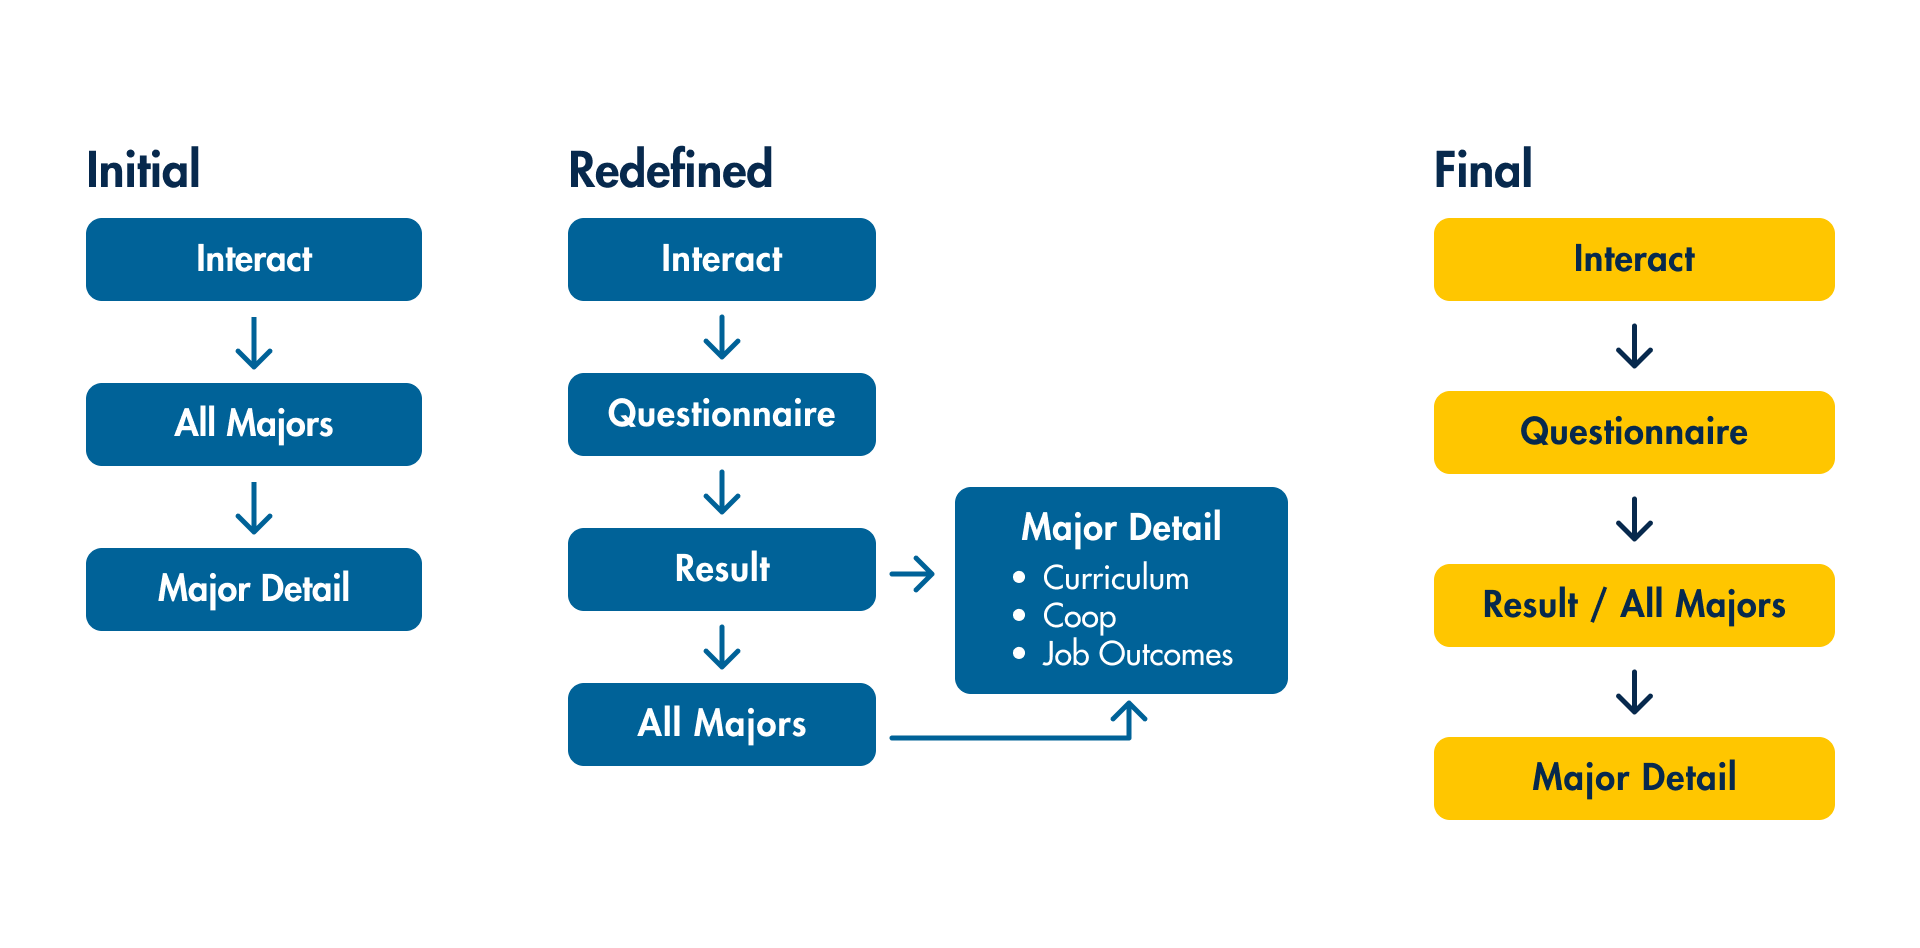 Initial
Interact
All Majors
Major Detail
Redefined
Interact
Questionnaire
Result
All Majors
Major Detail
• Curriculum
• Coop
• Job Outcomes
Final
Interact
Questionnaire
Result / All Majors
Major Detail